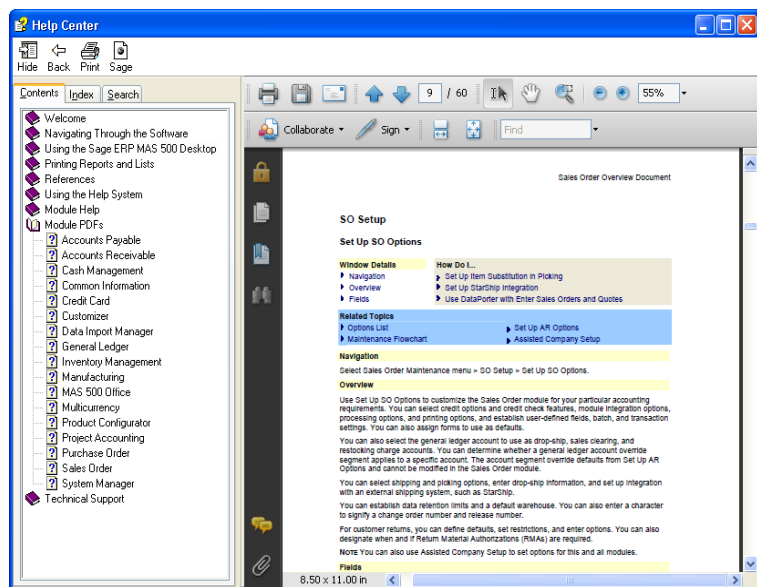 Help Center
Hide Back Print Sage
Contents Index Search
Welcome
Navigating Through the Software
Using the Sage ERP MAS 500 Desktop
Printing Reports and Lists
References
Using the Help System
Module Help
Module PDFs
Accounts Payable
Accounts Receivable
Cash Management
Common Information
Credit Card
Customizer
Data Import Manager
General Ledger
Inventory Management
Manufacturing
MAS 500 Office
Multicurrency
Product Configurator
Project Accounting
Purchase Order
Sales Order
System Manager
Technical Support
9 / 60 55%
Collaborate Sign Find
Sales Order Overview Document
SO Setup
Set Up SO Options
Window Details How Do I...
Navigation Set Up Item Substitution in Picking
Overview Set Up StarShip Integration
Fields Use DataPorter with Enter Sales Orders and Quotes
Related Topics
Options List Set Up AR Options
Maintenance Flowchart Assisted Company Setup
Navigation
Select Sales Order Maintenance menu > SO Setup > Set Up SO Options.
Overview
Use Set Up SO Options to customize the Sales Order module for your particular accounting
requirements. You can select credit options and credit check features, module integration options,
processing options, and printing options, and establish user-defined fields, batch, and transaction
settings. You can also assign forms to use as defaults.
You can also select the general ledger account to use as drop-ship, sales clearing, and
restocking charge accounts. You can determine whether a general ledger account override
segment applies to a specific account. The account segment override defaults from Set Up AR
Options and cannot be modified in the Sales Order module.
You can select shipping and picking options, enter drop-ship information, and set up integration
with an external shipping system, such as StarShip.
You can establish data retention limits and a default warehouse. You can also enter a character
to signify a change order number and release number.
For customer returns, you can define defaults, set restrictions, and enter options. You can also
designate when and if Return Material Authorizations (RMAs) are required.
NOTE You can also use Assisted Company Setup to set options for this and all modules.
Fields
8.50 x 11.00 in